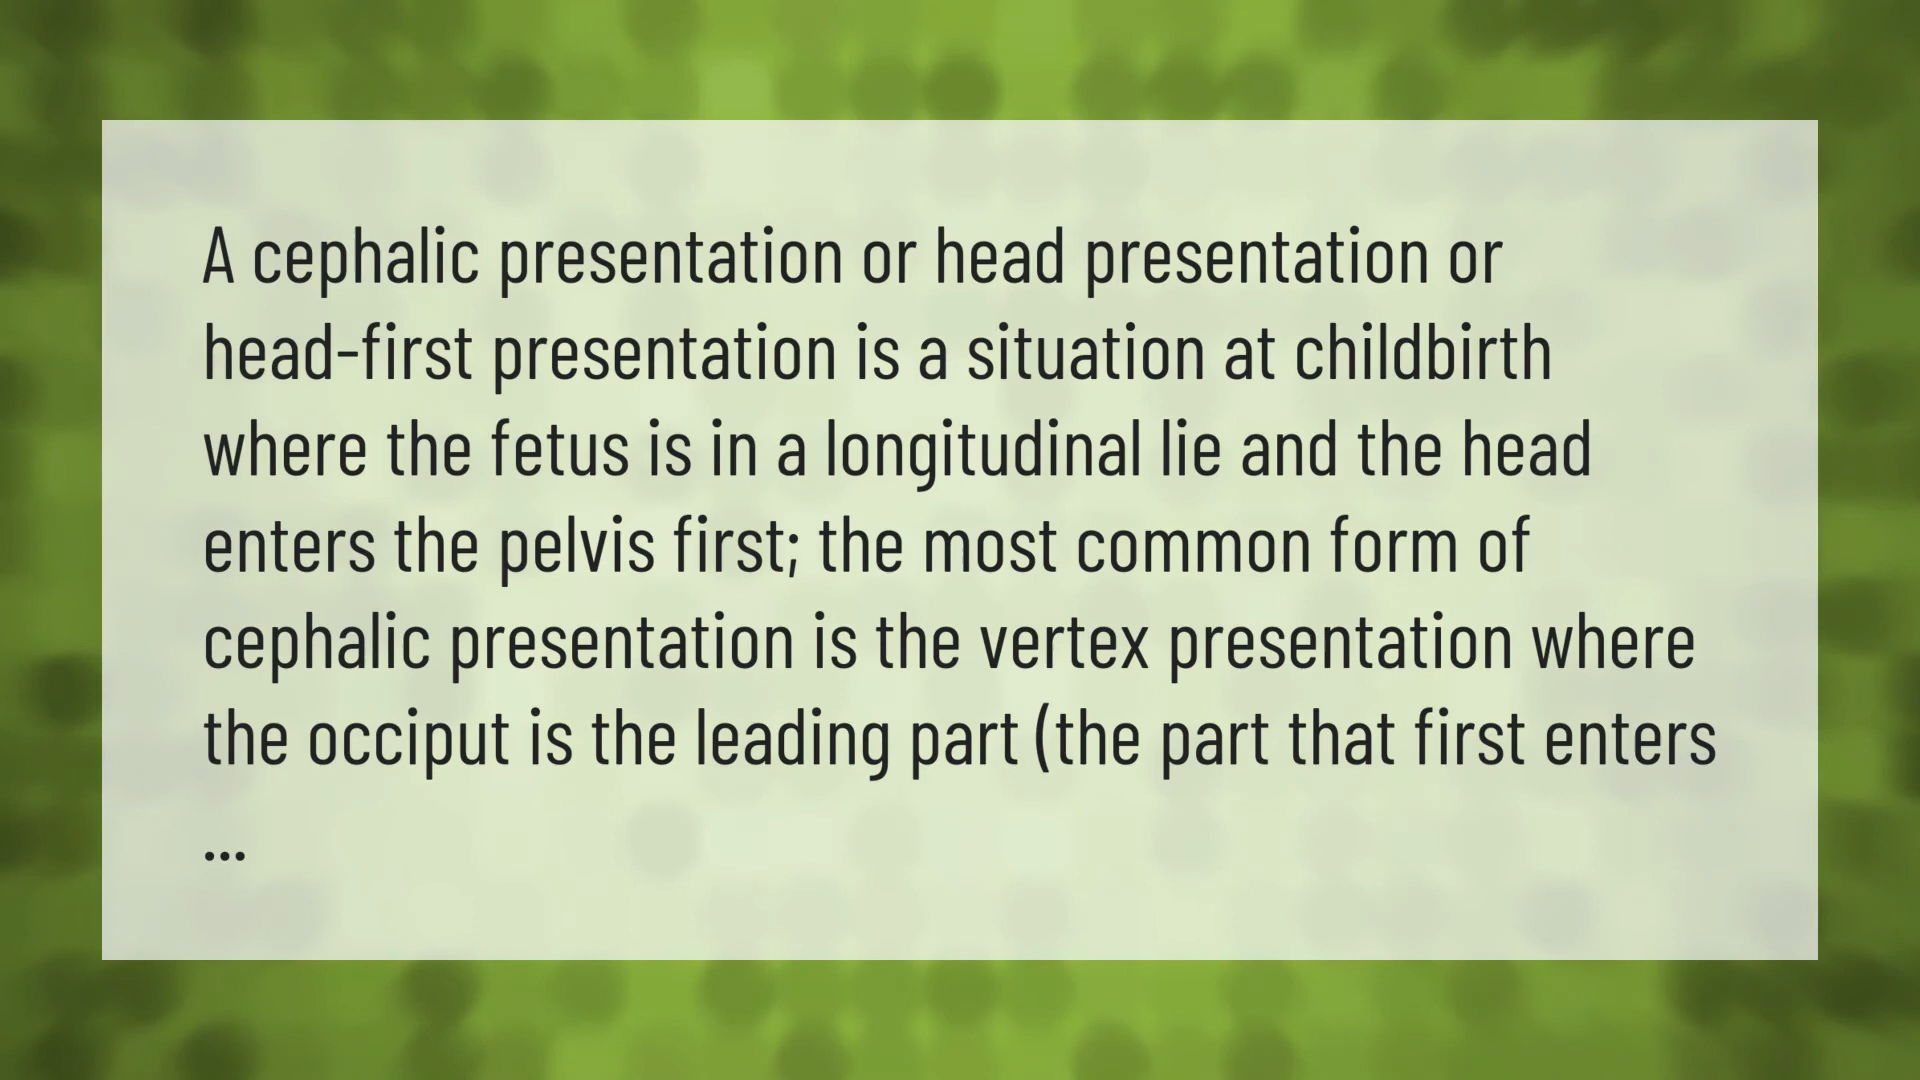 A cephalic presentation or head presentation or
head-first presentation is a situation at childbirth
where the fetus is in a longitudinal lie and the head
enters the pelvis first; the most common form of
cephalic presentation is the vertex presentation where
the occiput is the leading part (the part that first enters
...